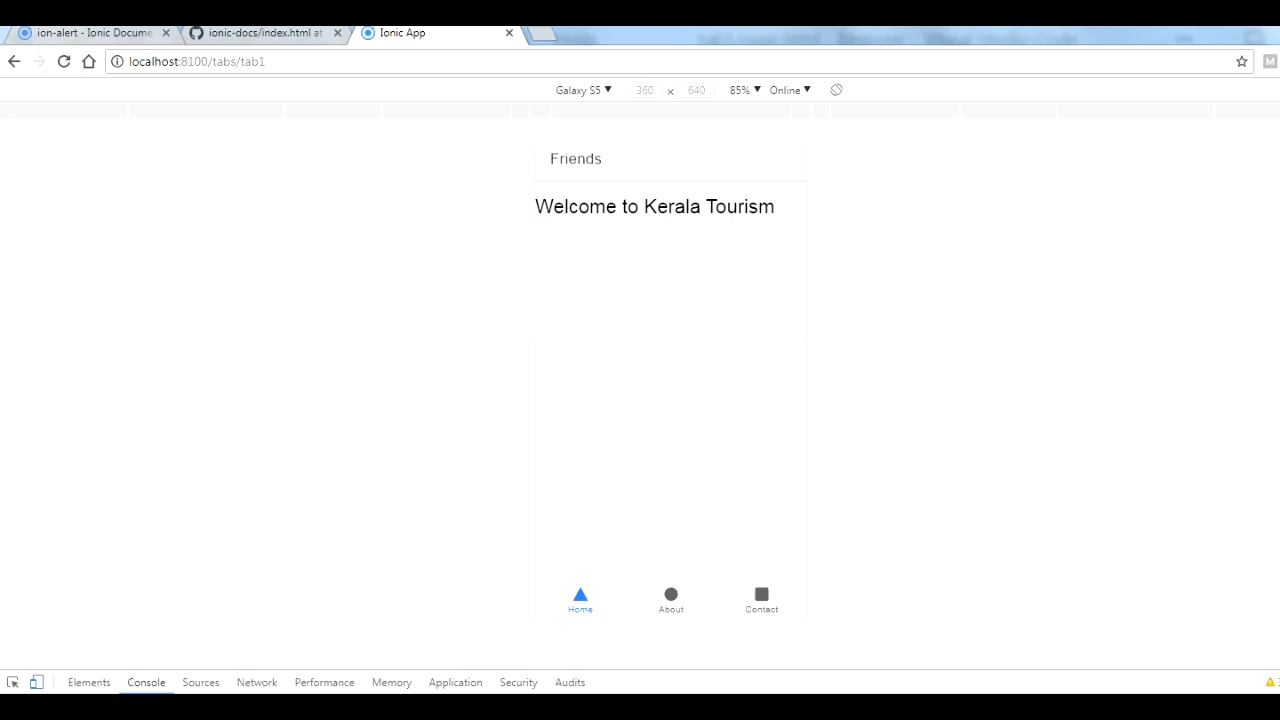 ion-alert - Ionic Docume
ionic-docs/index.html at
Ionic App
localhost:8100/tabs/tab1
Galaxy S5 360 x 640 85% Online
Friends
Welcome to Kerala Tourism
Home About Contact
Elements Console Sources Network Performance Memory Application Security Audits